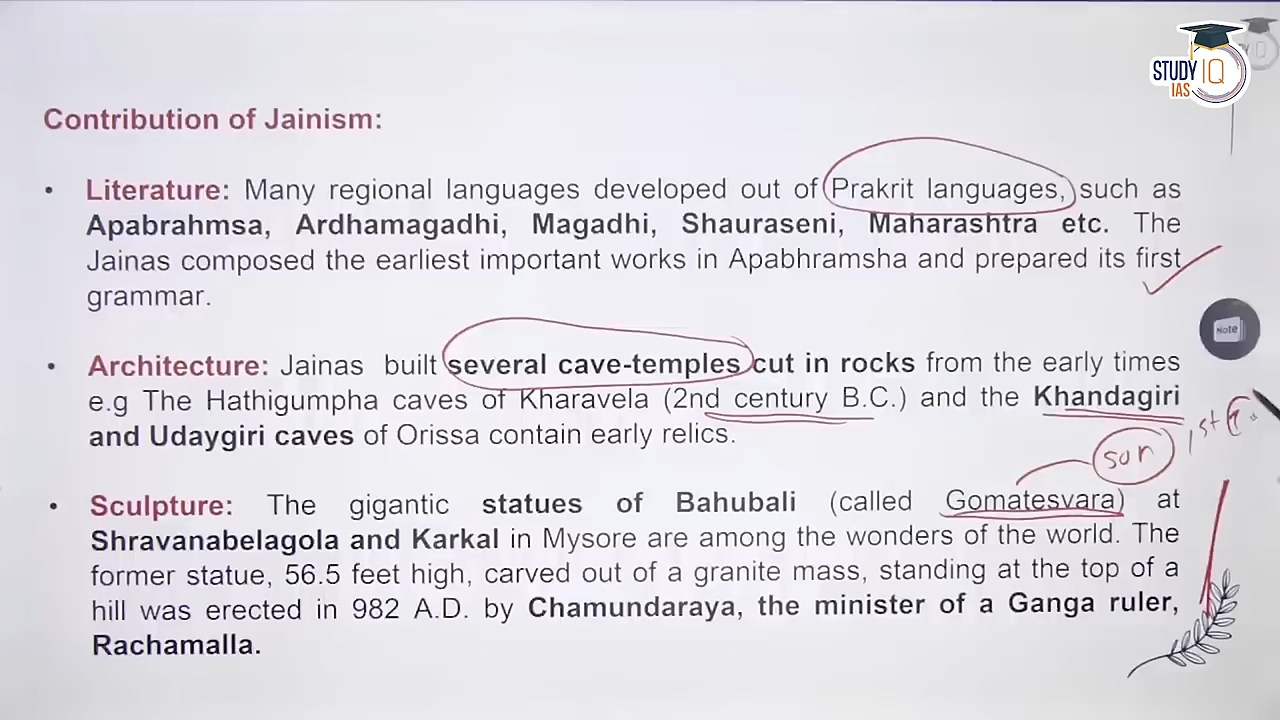 STUDY IQ
IAS
Contribution of Jainism:
• Literature: Many regional languages developed out of Prakrit languages, such as
Apabrahmsa, Ardhamagadhi, Magadhi, Shauraseni, Maharashtra etc. The
Jainas composed the earliest important works in Apabhramsha and prepared its first
grammar.
Note
• Architecture: Jainas built several cave-temples cut in rocks from the early times
e.g The Hathigumpha caves of Kharavela (2nd century B.C.) and the Khandagiri
and Udaygiri caves of Orissa contain early relics.
son 1st
• Sculpture: The gigantic statues of Bahubali (called Gomatesvara) at
Shravanabelagola and Karkal in Mysore are among the wonders of the world. The
former statue, 56.5 feet high, carved out of a granite mass, standing at the top of a
hill was erected in 982 A.D. by Chamundaraya, the minister of a Ganga ruler,
Rachamalla.